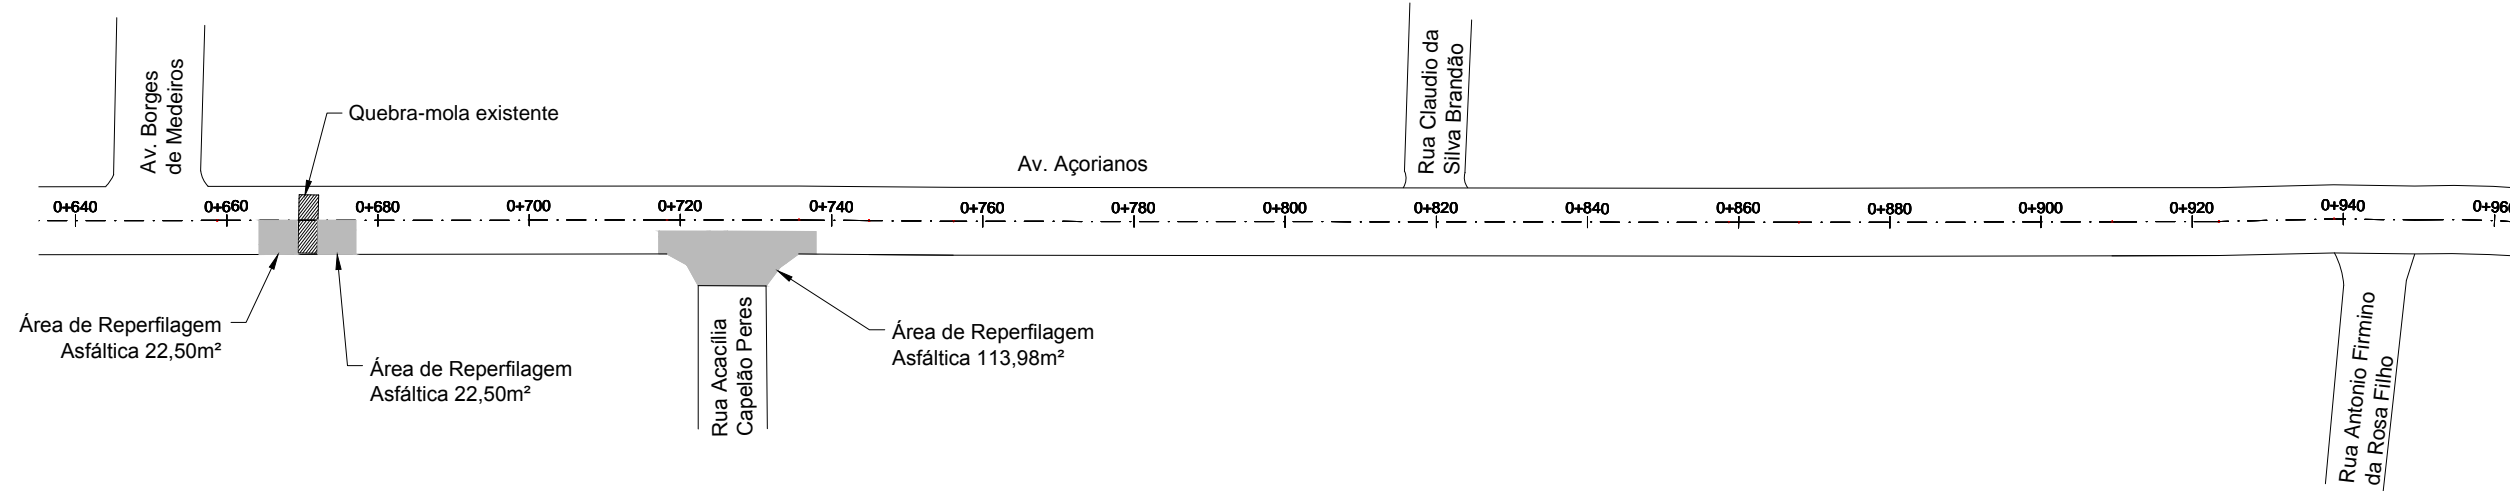 Av. Borges
de Medeiros
Quebra-mola existente
Av. Açorianos
Rua Claudio da
Silva Brandão
0+640
0+660
0+680
0+700
0+720
0+740
0+760
0+780
0+800
0+820
0+840
0+860
0+880
0+900
0+920
0+940
0+96
Área de Reperfilagem
Asfáltica 22,50m²
Área de Reperfilagem
Asfáltica 22,50m²
Rua Acacília
Capelão Peres
Área de Reperfilagem
Asfáltica 113,98m²
Rua Antonio Firmino
da Rosa Filho